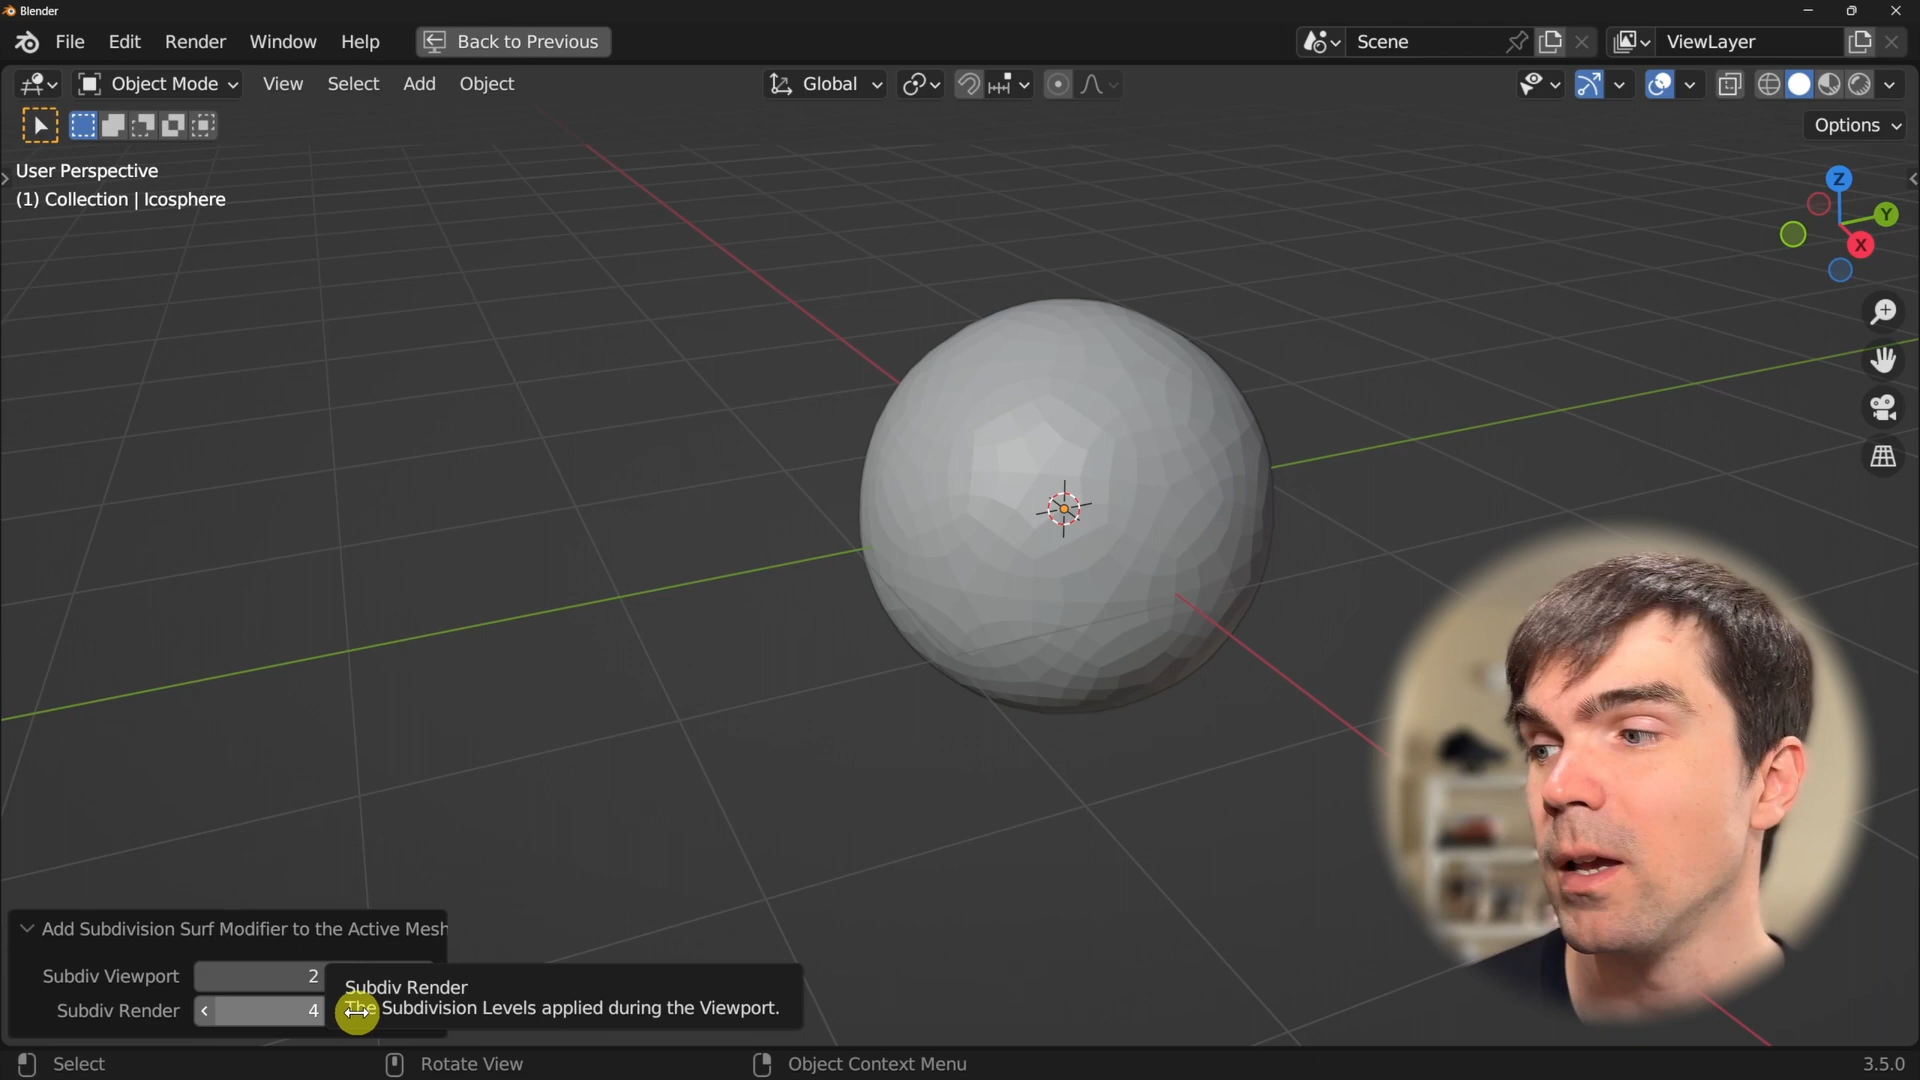 Blender
File Edit Render Window Help Back to Previous Scene ViewLayer
Object Mode View Select Add Object Global
Options
User Perspective
(1) Collection | Icosphere
Z
Y
X
Add Subdivision Surf Modifier to the Active Mesh
Subdiv Viewport 2
Subdiv Render 4
Subdiv Render
The Subdivision Levels applied during the Viewport.
Select Rotate View Object Context Menu 3.5.0